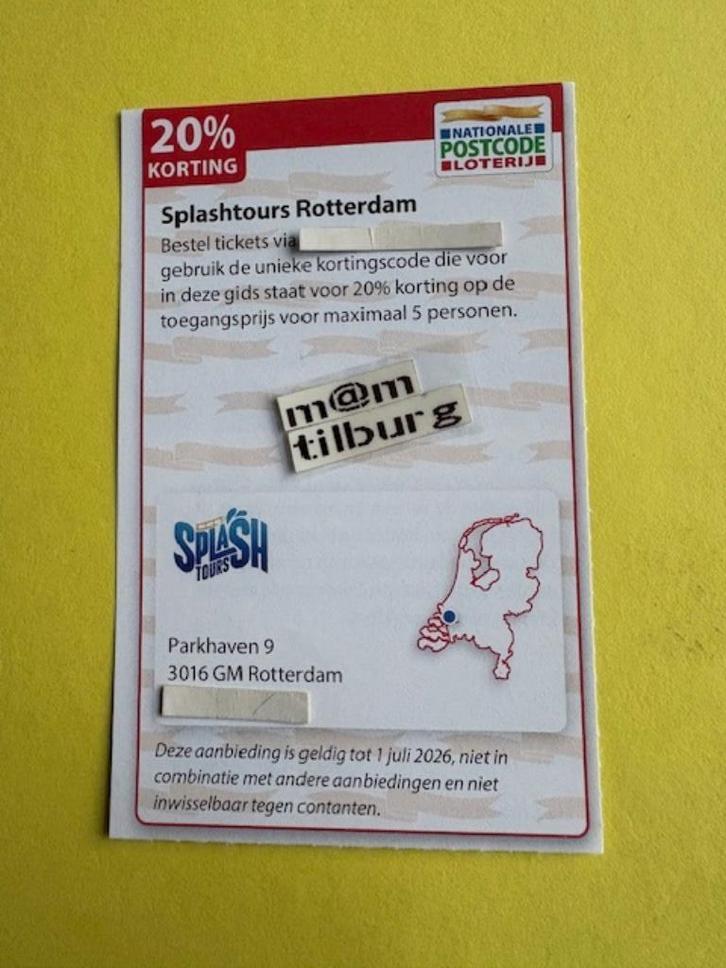 20%
KORTING
NATIONALE
POSTCODE
LOTERIJ
Splashtours Rotterdam
Bestel tickets via
gebruik de unieke kortingscode die voor
in deze gids staat voor 20% korting op de
toegangsprijs voor maximaal 5 personen.
m@m
tilburg
SPLASH
TOURS
Parkhaven 9
3016 GM Rotterdam
Deze aanbieding is geldig tot 1 juli 2026, niet in
combinatie met andere aanbiedingen en niet
inwisselbaar tegen contanten.